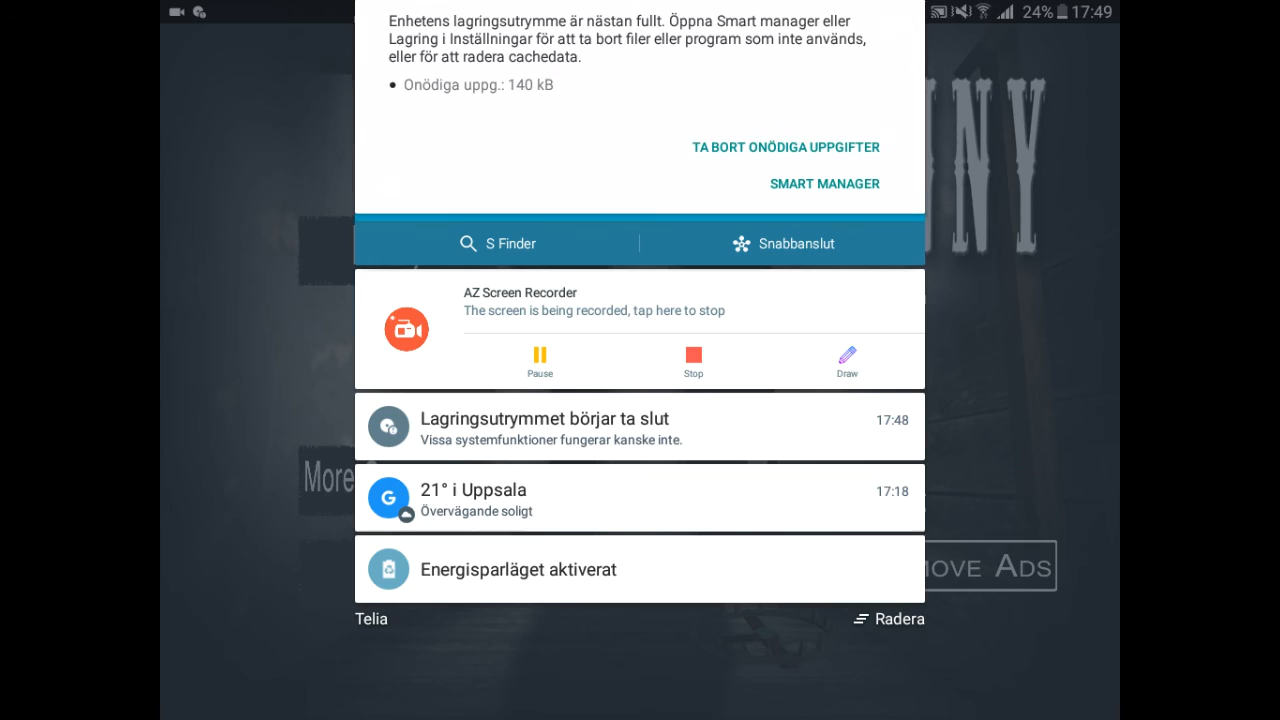 24% 17:49
Enhetens lagringsutrymme är nästan fullt. Öppna Smart manager eller
Lagring i Inställningar för att ta bort filer eller program som inte används,
eller för att radera cachedata.
• Onödiga uppg.: 140 kB
TA BORT ONÖDIGA UPPGIFTER
SMART MANAGER
S Finder
Snabbanslut
AZ Screen Recorder
The screen is being recorded, tap here to stop
Pause
Stop
Draw
Lagringsutrymmet börjar ta slut 17:48
Vissa systemfunktioner fungerar kanske inte.
More
G
21° i Uppsala 17:18
Övervägande soligt
Energisparläget aktiverat
ove Ads
Telia
Radera